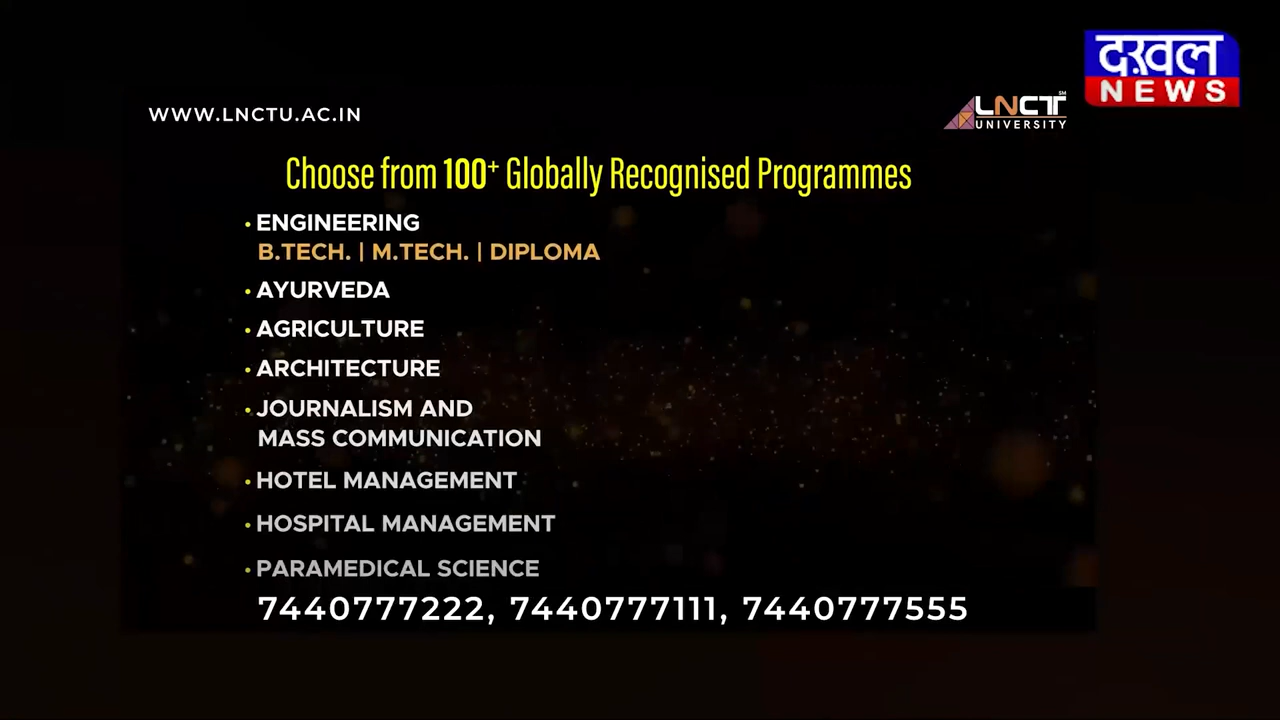 दख़ल
NEWS
WWW.LNCTU.AC.IN
LNCT SM
UNIVERSITY
Choose from 100+ Globally Recognised Programmes
• ENGINEERING
B.TECH. | M.TECH. | DIPLOMA
• AYURVEDA
• AGRICULTURE
• ARCHITECTURE
• JOURNALISM AND
MASS COMMUNICATION
• HOTEL MANAGEMENT
• HOSPITAL MANAGEMENT
• PARAMEDICAL SCIENCE
7440777222, 7440777111, 7440777555